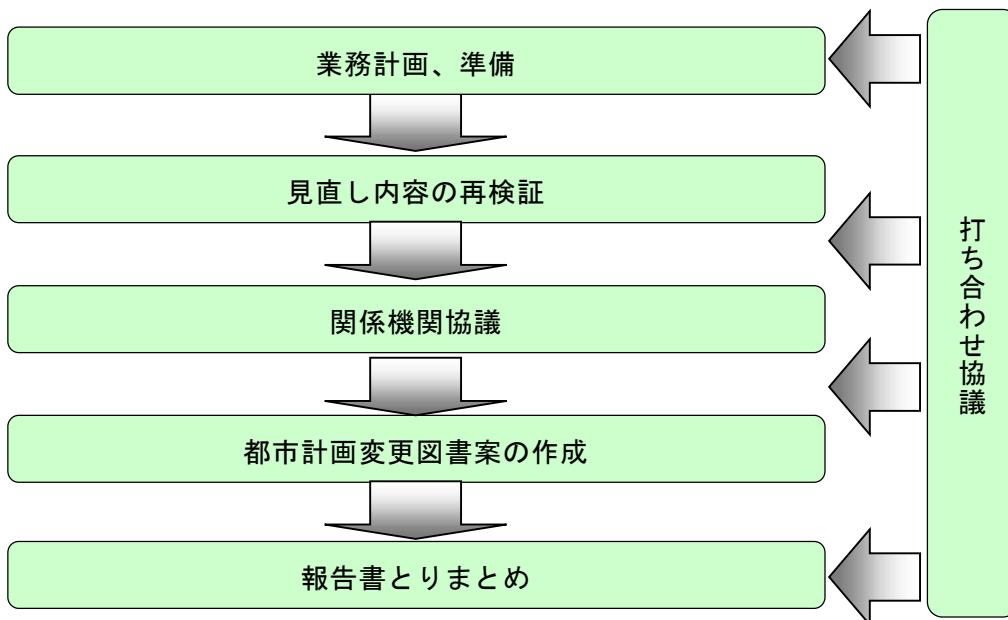 業務計画、準備
見直し内容の再検証
関係機関協議
都市計画変更図書案の作成
報告書とりまとめ
打ち合わせ協議